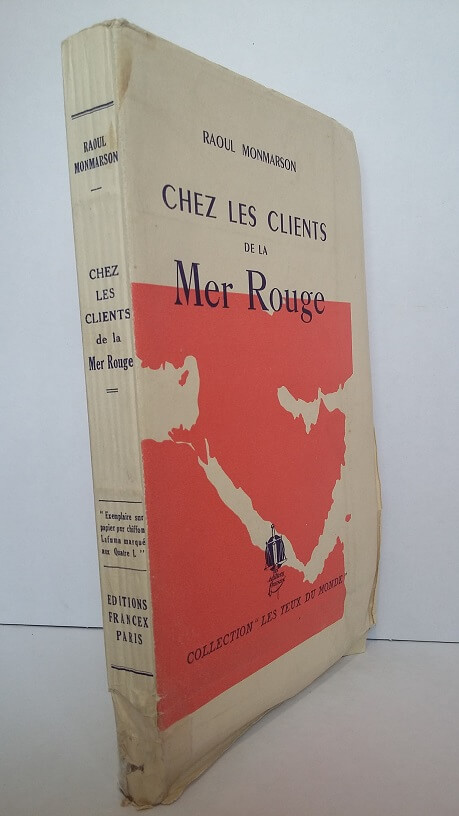 RAOUL
MONMARSON
CHEZ
LES
CLIENTS
de la
Mer Rouge
" Exemplaire sur
papier pur chiffon
Lafuma marqué
aux Quatre L "
EDITIONS
FRANCEX
PARIS
RAOUL MONMARSON
CHEZ LES CLIENTS
DE LA
Mer Rouge
COLLECTION "LES YEUX DU MONDE"